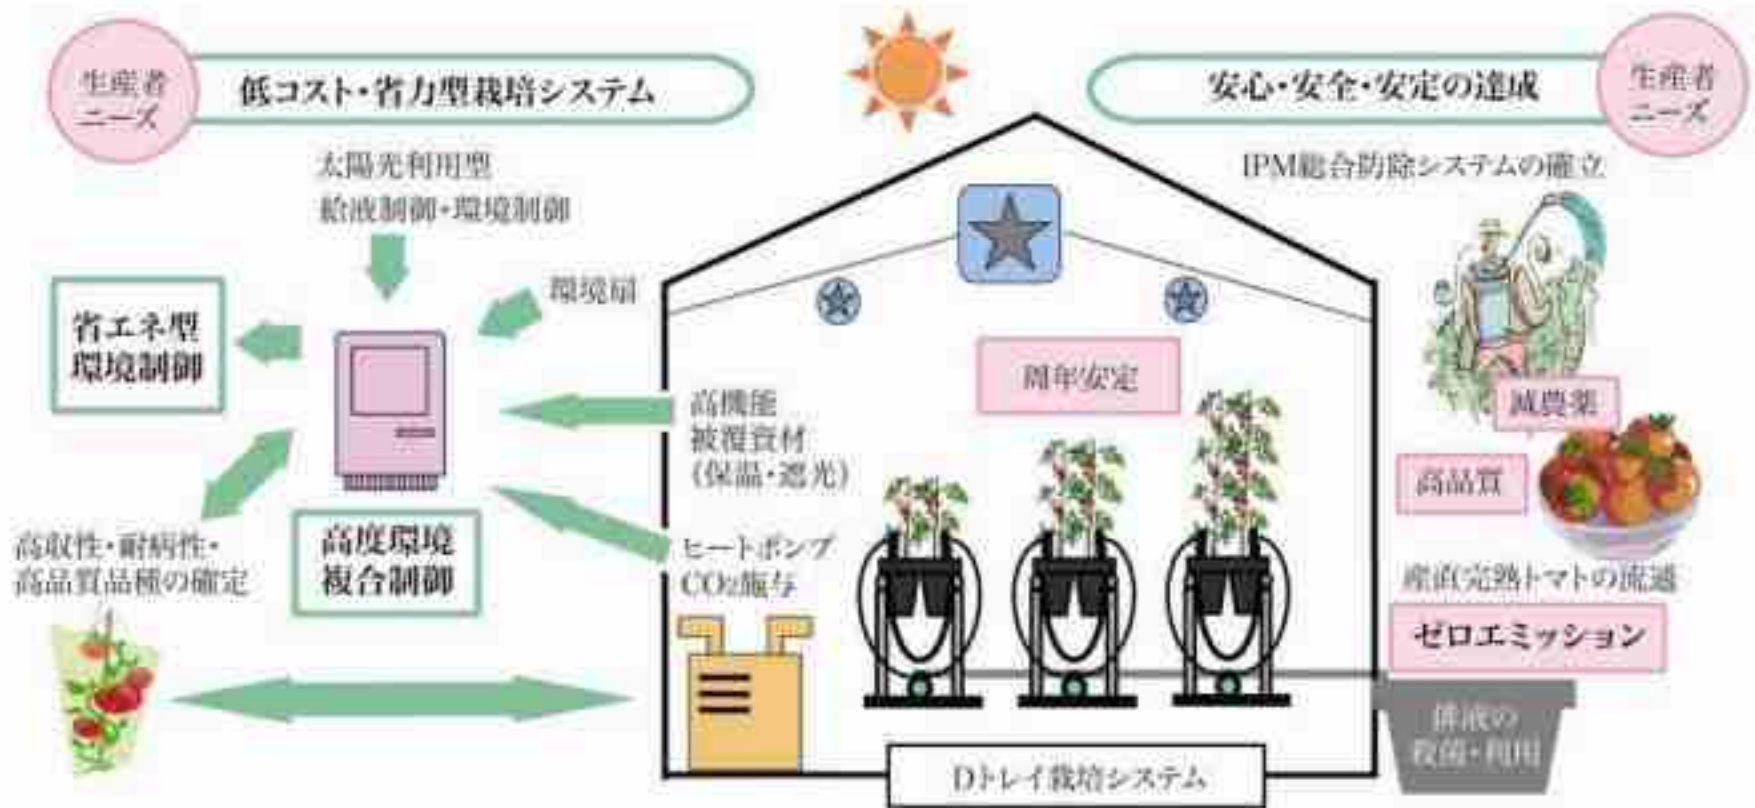 生産者
ニーズ
低コスト・省力型栽培システム
安心・安全・安定の達成
生産者
ニーズ
太陽光利用型
給液制御・環境制御
IPM総合防除システムの確立
環境扇
省エネ型
環境制御
周年安定
高機能
被覆資材
(保温・遮光)
減農薬
高品質
高収性・耐病性・
高品質品種の確定
高度環境
複合制御
ヒートポンプ
CO2施与
産直完熟トマトの流通
ゼロエミッション
排液の
殺菌・利用
Dトレイ栽培システム